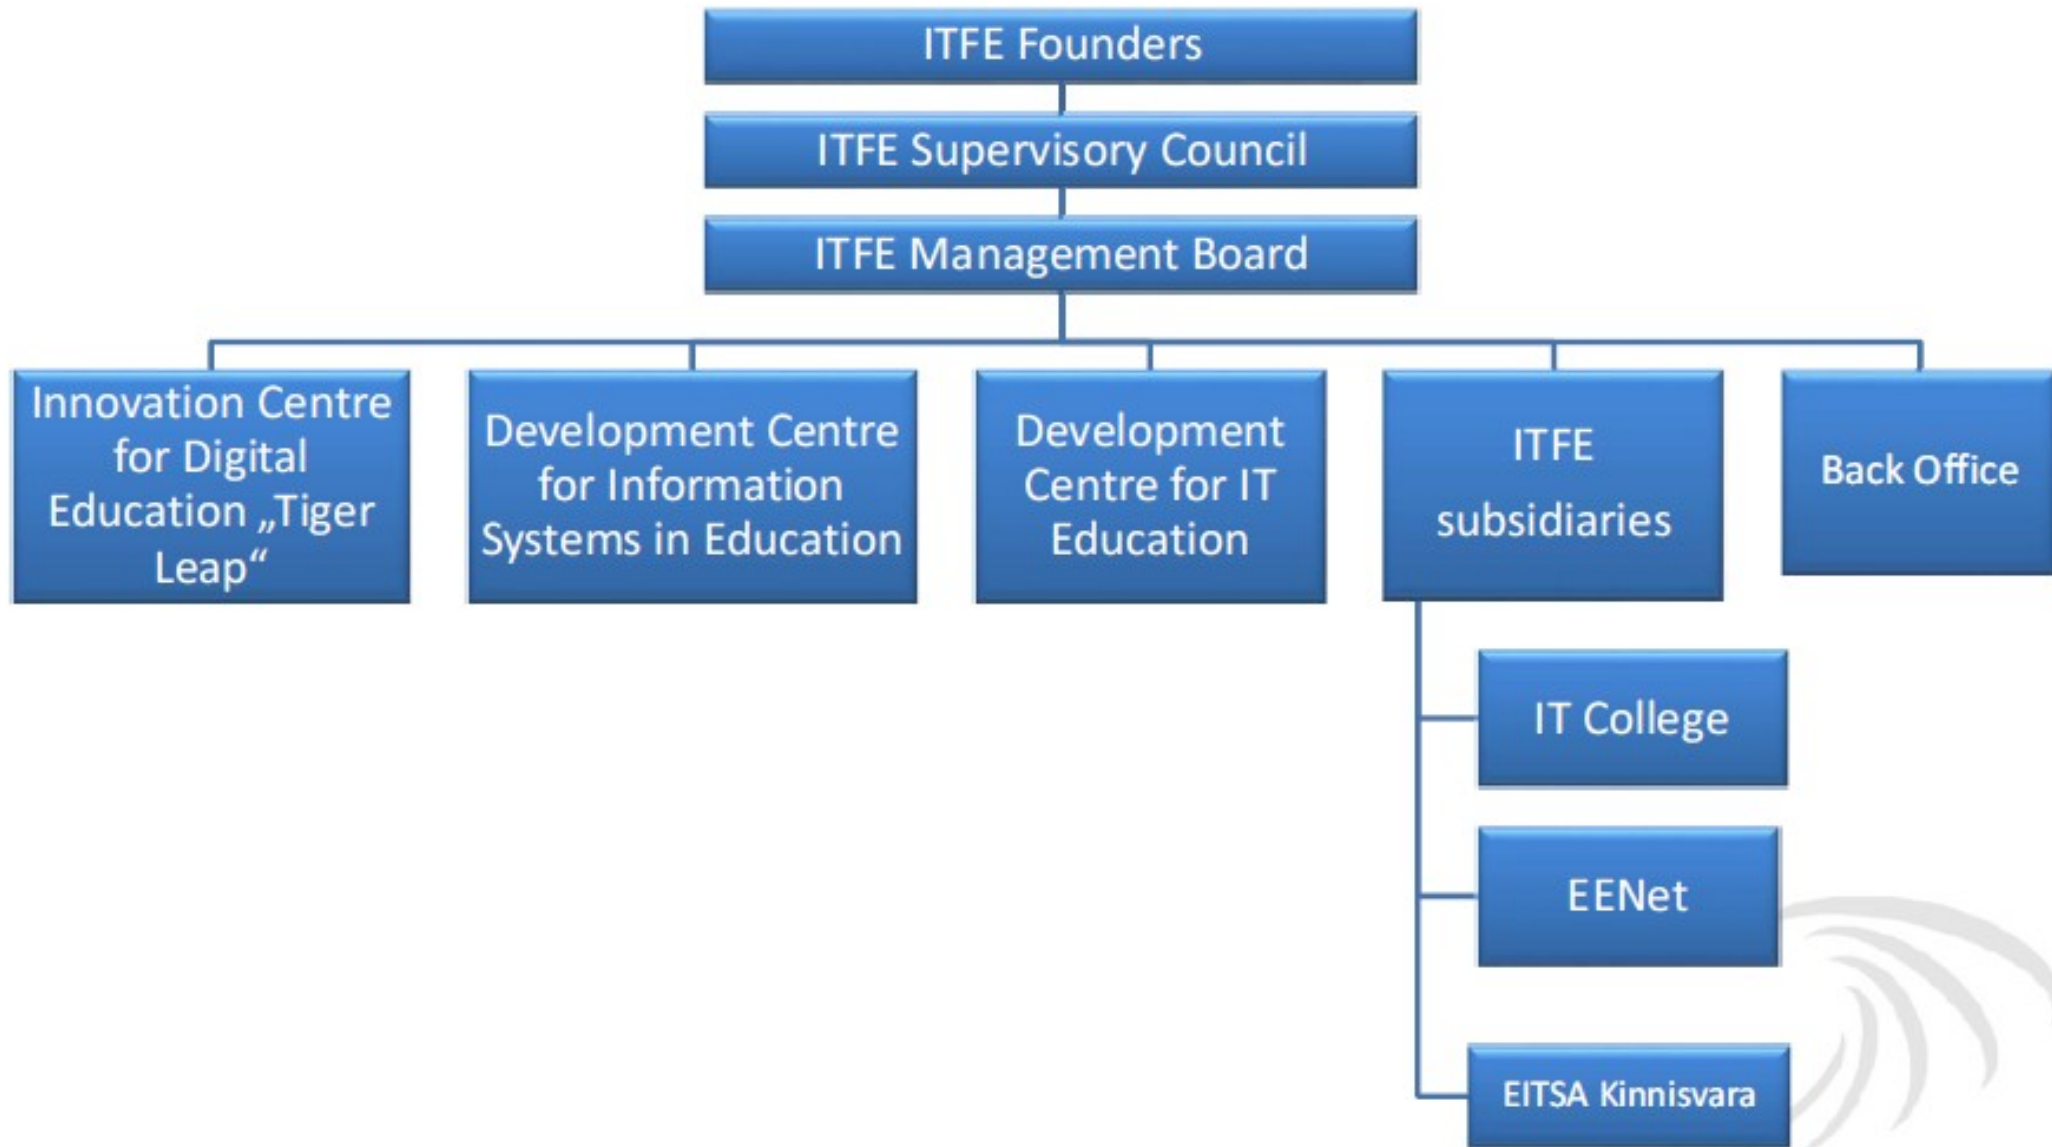 ITFE Founders
ITFE Supervisory Council
ITFE Management Board
Innovation Centre
for Digital
Education „Tiger
Leap“
Development Centre
for Information
Systems in Education
Development
Centre for IT
Education
ITFE
subsidiaries
Back Office
IT College
EENet
EITSA Kinnisvara